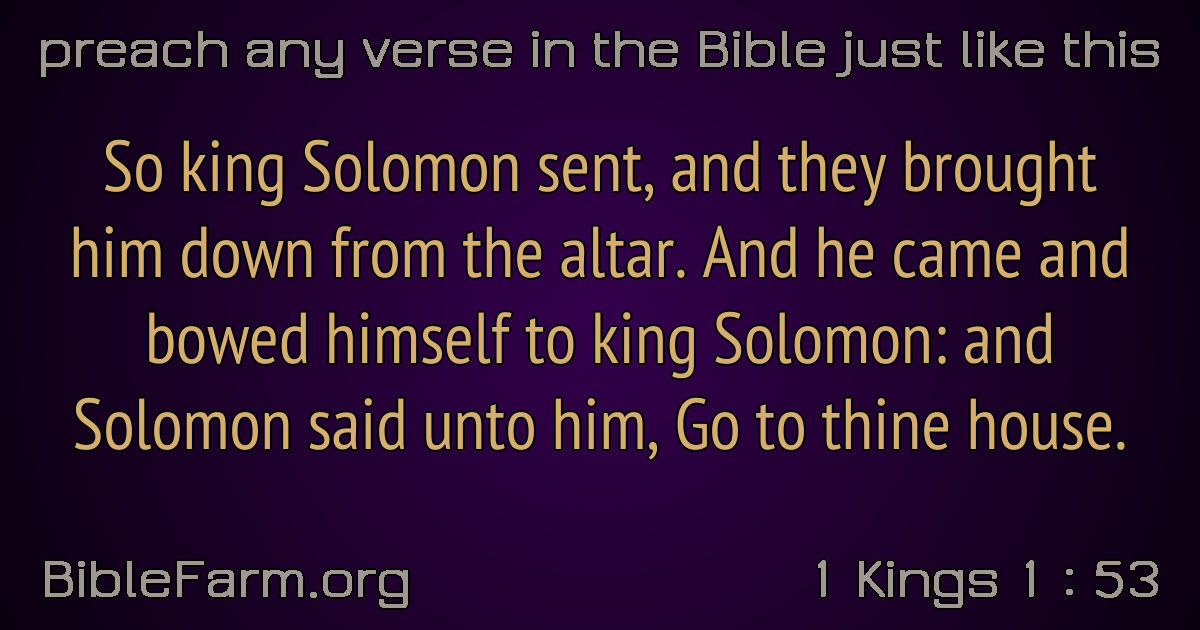 preach any verse in the Bible just like this
So king Solomon sent, and they brought
him down from the altar. And he came and
bowed himself to king Solomon: and
Solomon said unto him, Go to thine house.
BibleFarm.org
1 Kings 1 : 53